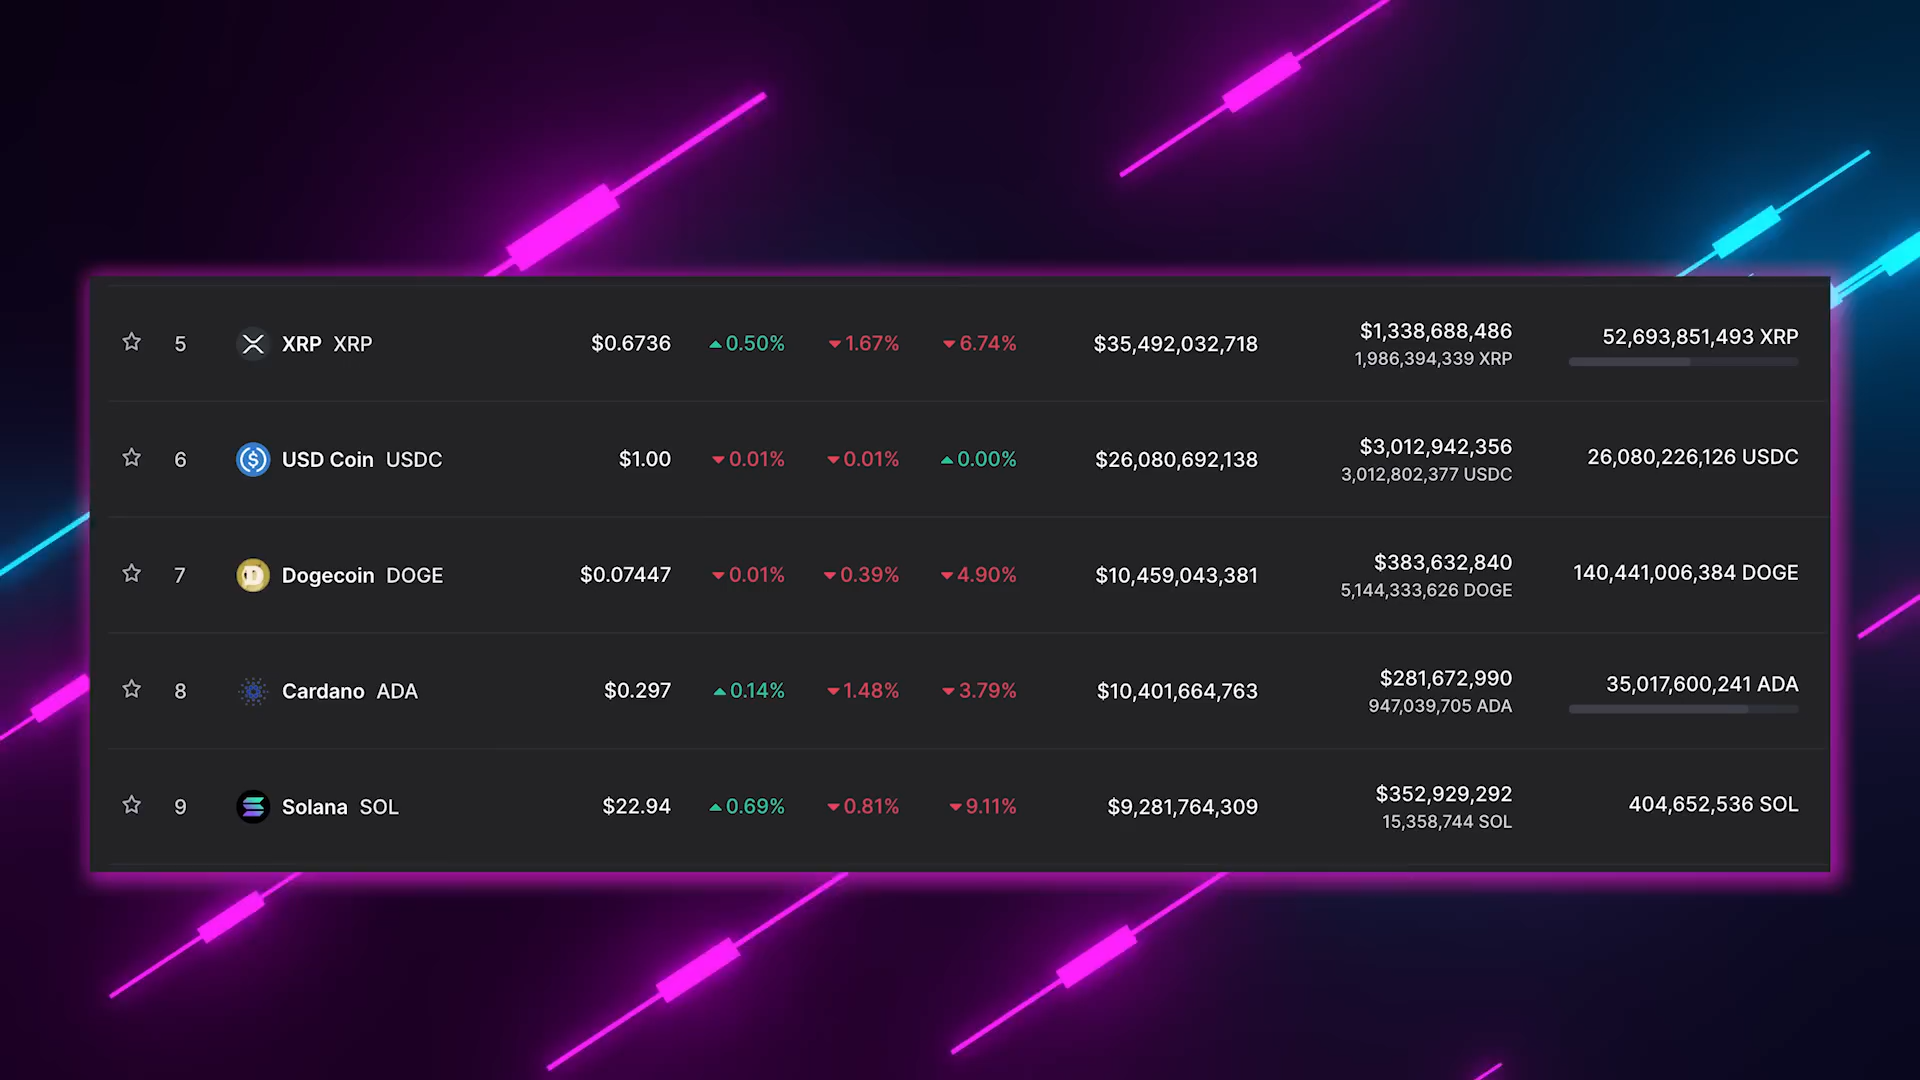 5 XRP XRP $0.6736 0.50% 1.67% 6.74% $35,492,032,718 $1,338,688,486 52,693,851,493 XRP
1,986,394,339 XRP
6 USD Coin USDC $1.00 0.01% 0.01% 0.00% $26,080,692,138 $3,012,942,356 26,080,226,126 USDC
3,012,802,377 USDC
7 Dogecoin DOGE $0.07447 0.01% 0.39% 4.90% $10,459,043,381 $383,632,840 140,441,006,384 DOGE
5,144,333,626 DOGE
8 Cardano ADA $0.297 0.14% 1.48% 3.79% $10,401,664,763 $281,672,990 35,017,600,241 ADA
947,039,705 ADA
9 Solana SOL $22.94 0.69% 0.81% 9.11% $9,281,764,309 $352,929,292 404,652,536 SOL
15,358,744 SOL